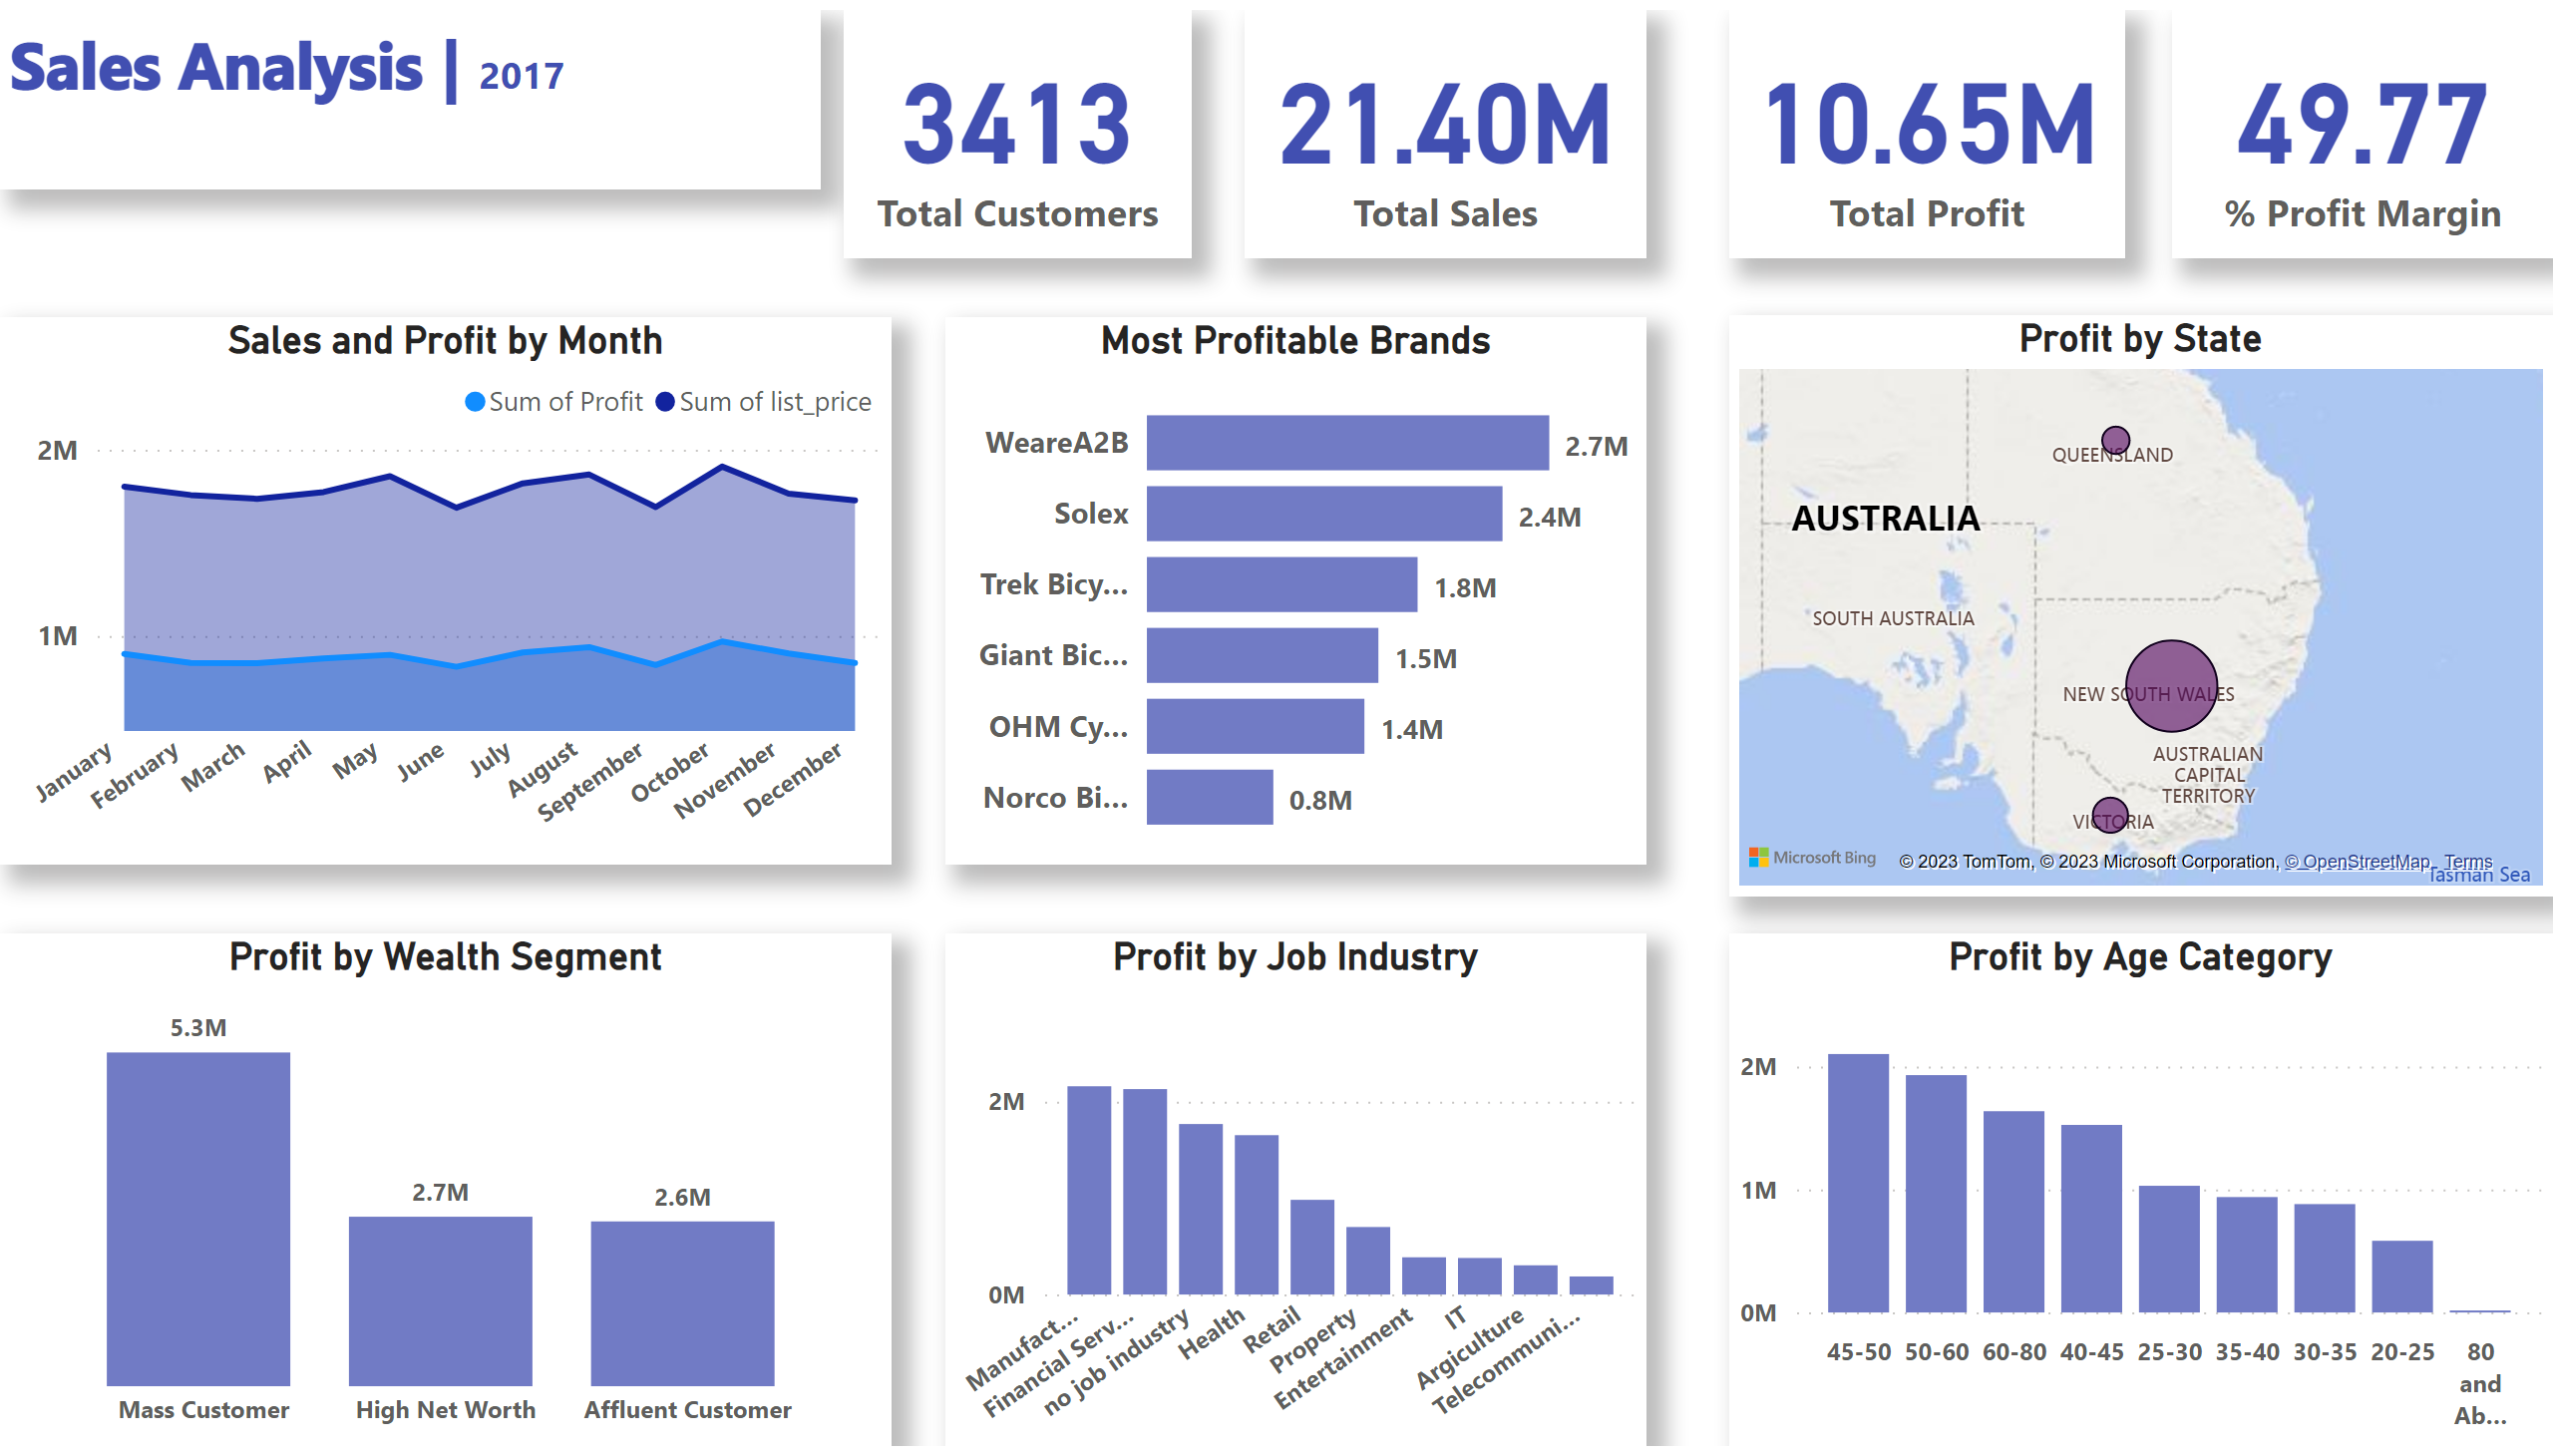 Sales Analysis | 2017
3413
Total Customers
21.40M
Total Sales
10.65M
Total Profit
49.77
% Profit Margin
Sales and Profit by Month
Sum of Profit Sum of list_price
2M
1M
January
February
March
April
May
June
July
August
September
October
November
December
Most Profitable Brands
WeareA2B 2.7M
Solex 2.4M
Trek Bicy... 1.8M
Giant Bic... 1.5M
OHM Cy... 1.4M
Norco Bi... 0.8M
Profit by State
QUEENSLAND
AUSTRALIA
SOUTH AUSTRALIA
NEW SOUTH WALES
AUSTRALIAN
CAPITAL
TERRITORY
VICTORIA
Microsoft Bing
© 2023 TomTom, © 2023 Microsoft Corporation, © OpenStreetMap Terms
Tasman Sea
Profit by Wealth Segment
5.3M
2.7M
2.6M
Mass Customer
High Net Worth
Affluent Customer
Profit by Job Industry
2M
0M
Manufact...
Financial Serv...
no job industry
Health
Retail
Property
Entertainment
IT
Argiculture
Telecommuni...
Profit by Age Category
2M
1M
0M
45-50 50-60 60-80 40-45 25-30 35-40 30-35 20-25 80
and
Ab...